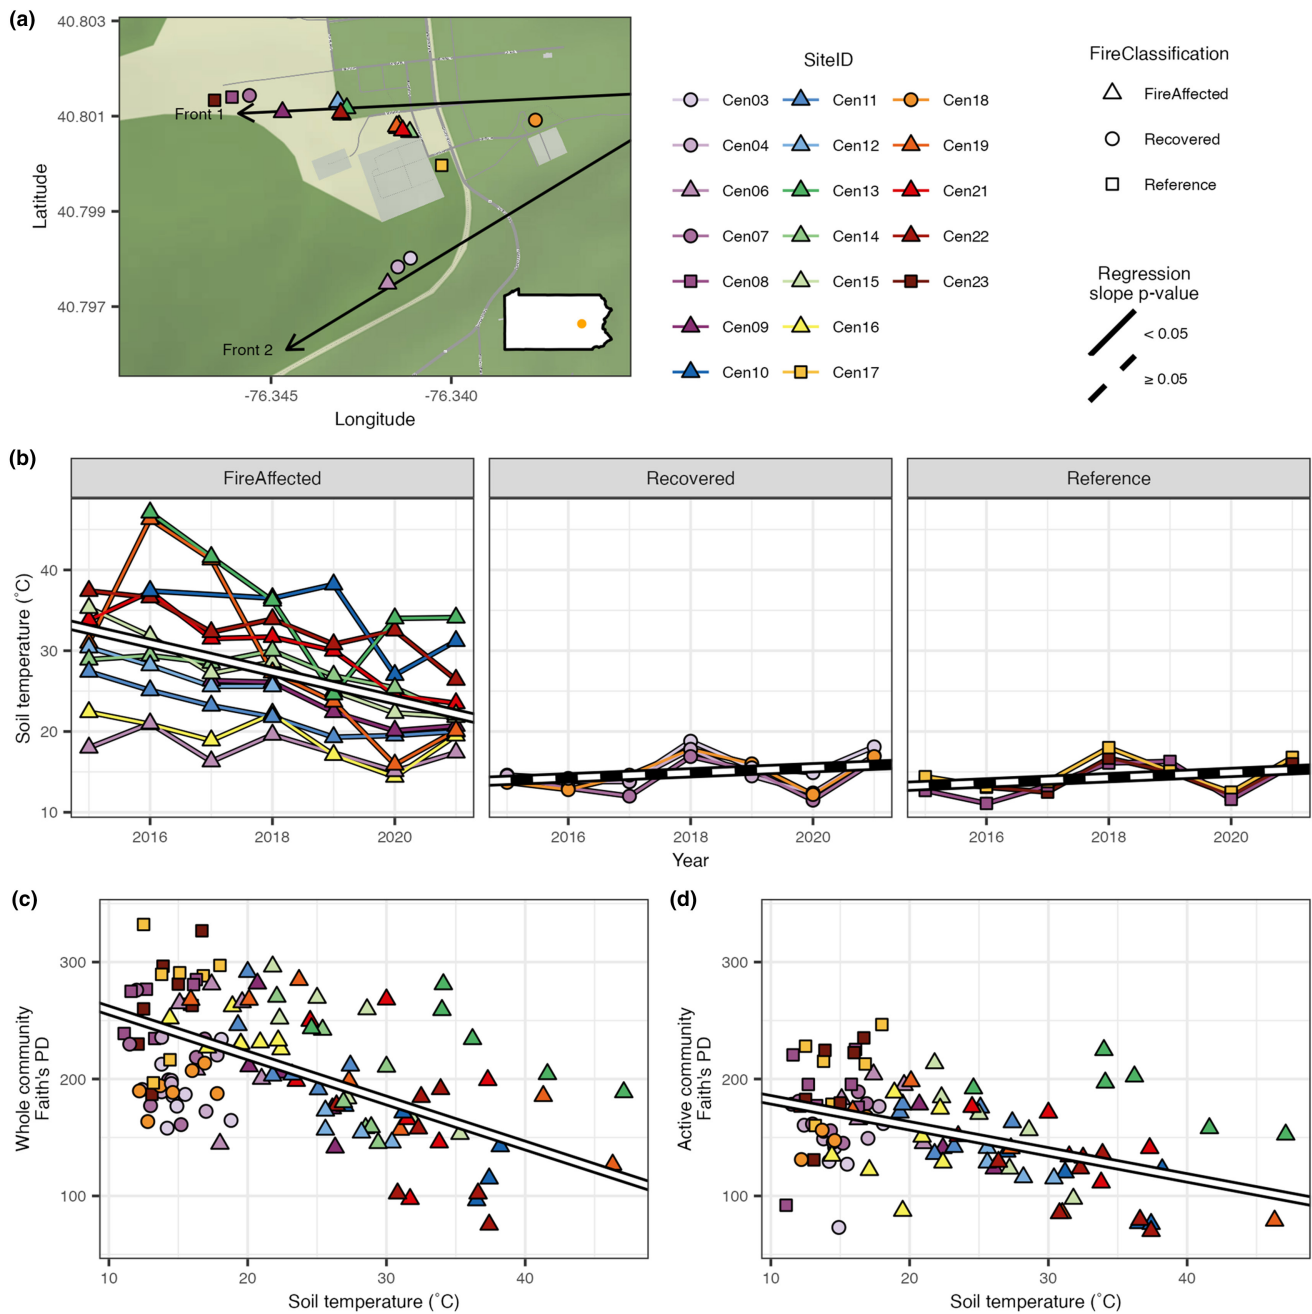 (a)
40.803
40.801
40.799
40.797
Latitude
Front 1
Front 2
-76.345
-76.340
Longitude
SiteID
Cen03
Cen04
Cen06
Cen07
Cen08
Cen09
Cen10
Cen11
Cen12
Cen13
Cen14
Cen15
Cen16
Cen17
Cen18
Cen19
Cen21
Cen22
Cen23
FireClassification
FireAffected
Recovered
Reference
Regression
slope p-value
< 0.05
≥ 0.05
(b)
FireAffected
Recovered
Reference
Soil temperature (˚C)
40
30
20
10
2016
2018
2020
2016
2018
2020
2016
2018
2020
Year
(c)
Whole community
Faith's PD
300
200
100
10
20
30
40
Soil temperature (˚C)
(d)
Active community
Faith's PD
300
200
100
10
20
30
40
Soil temperature (˚C)